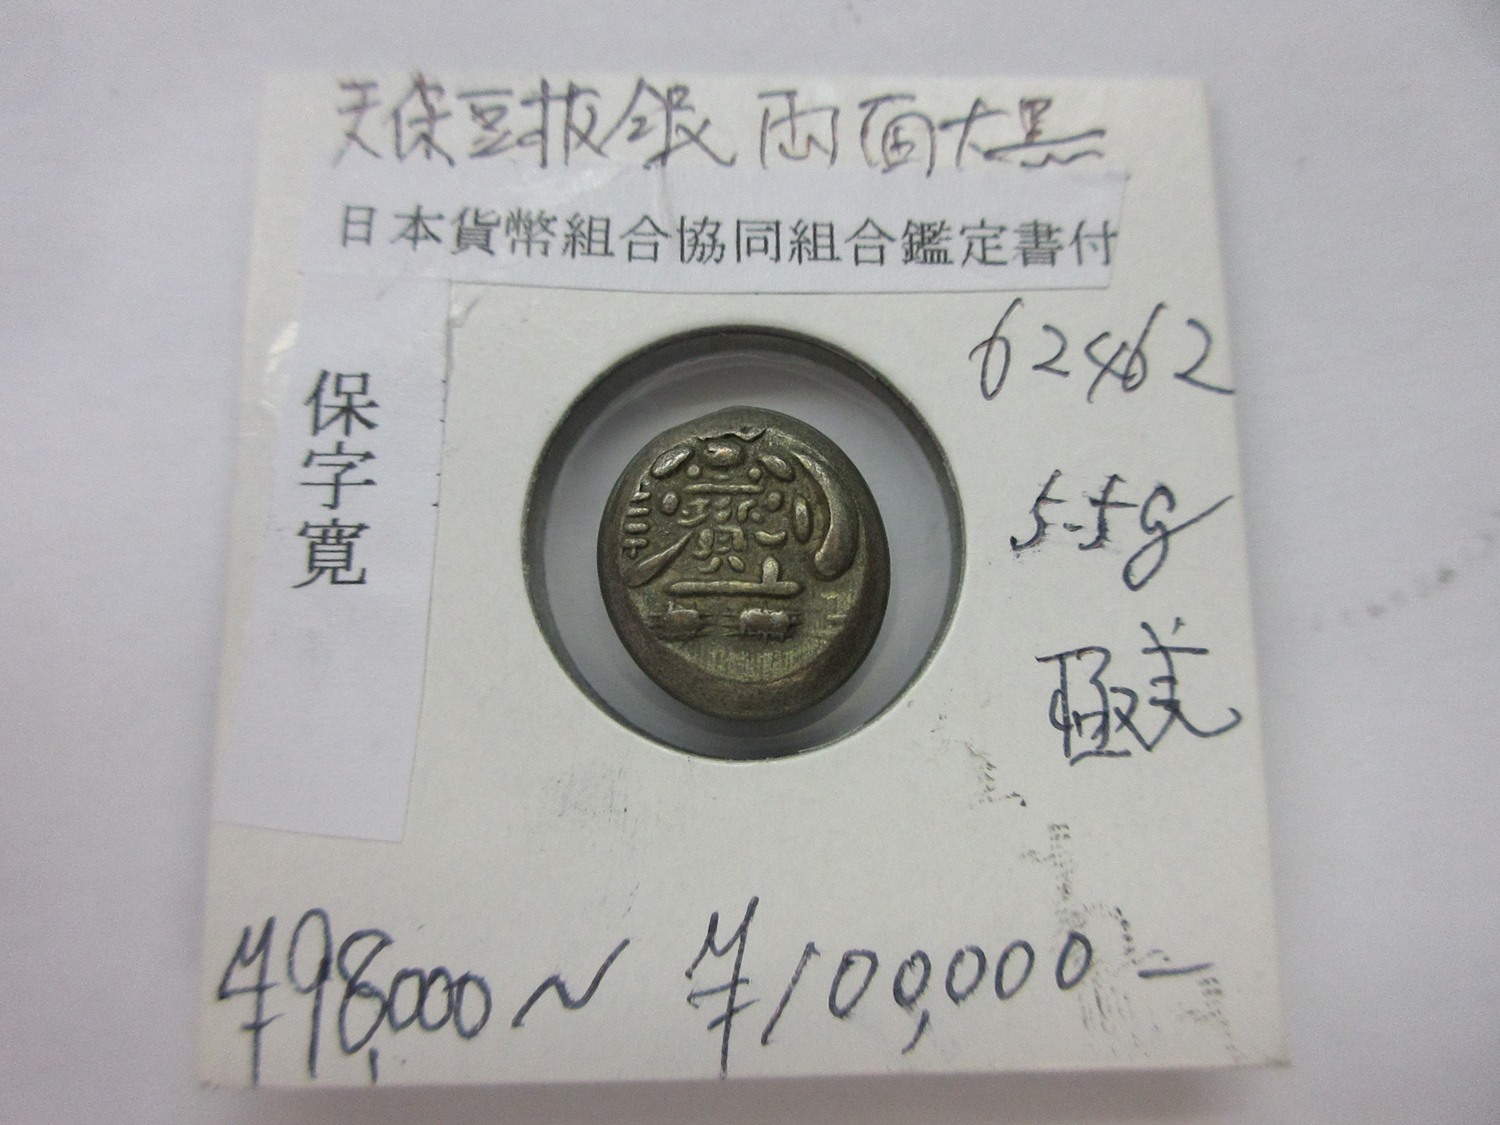 天保豆板銀 両面大黒
日本貨幣組合協同組合鑑定書付
62462
保字寛
5.5g
極美
寶
¥98,000～¥100,000－